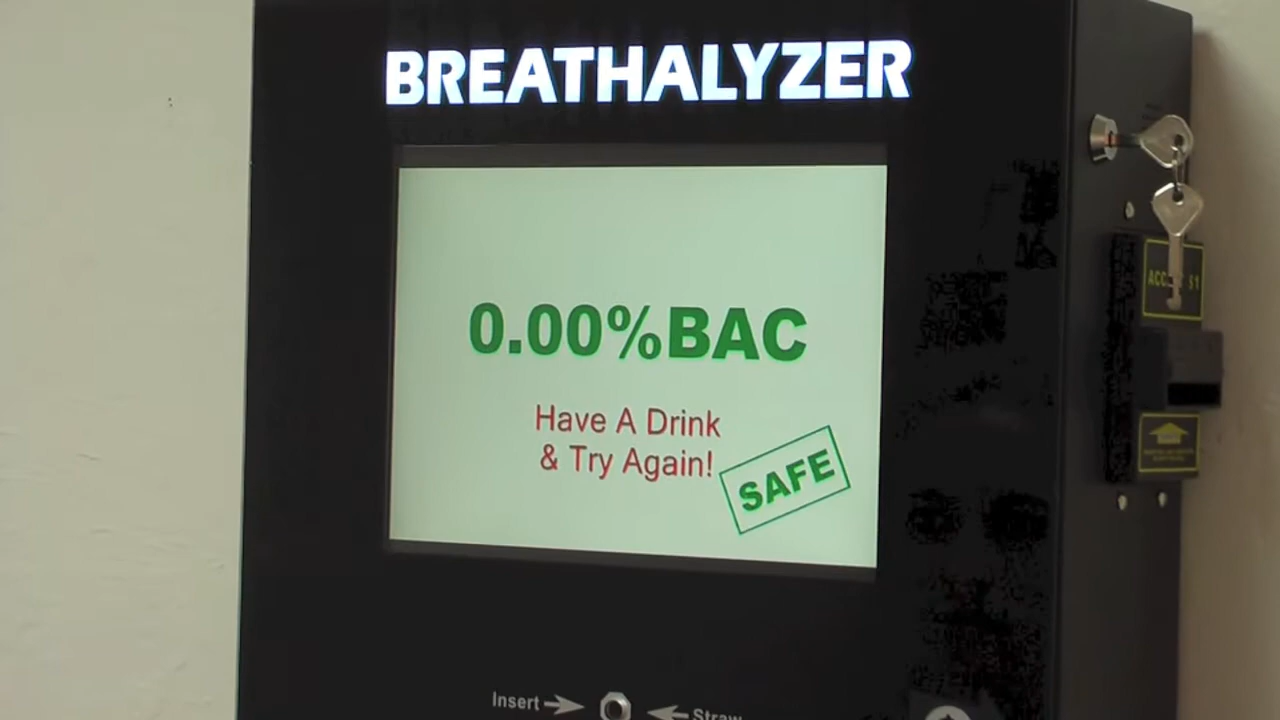 BREATHALYZER
0.00%BAC
Have A Drink
& Try Again!
SAFE
Insert
Straw